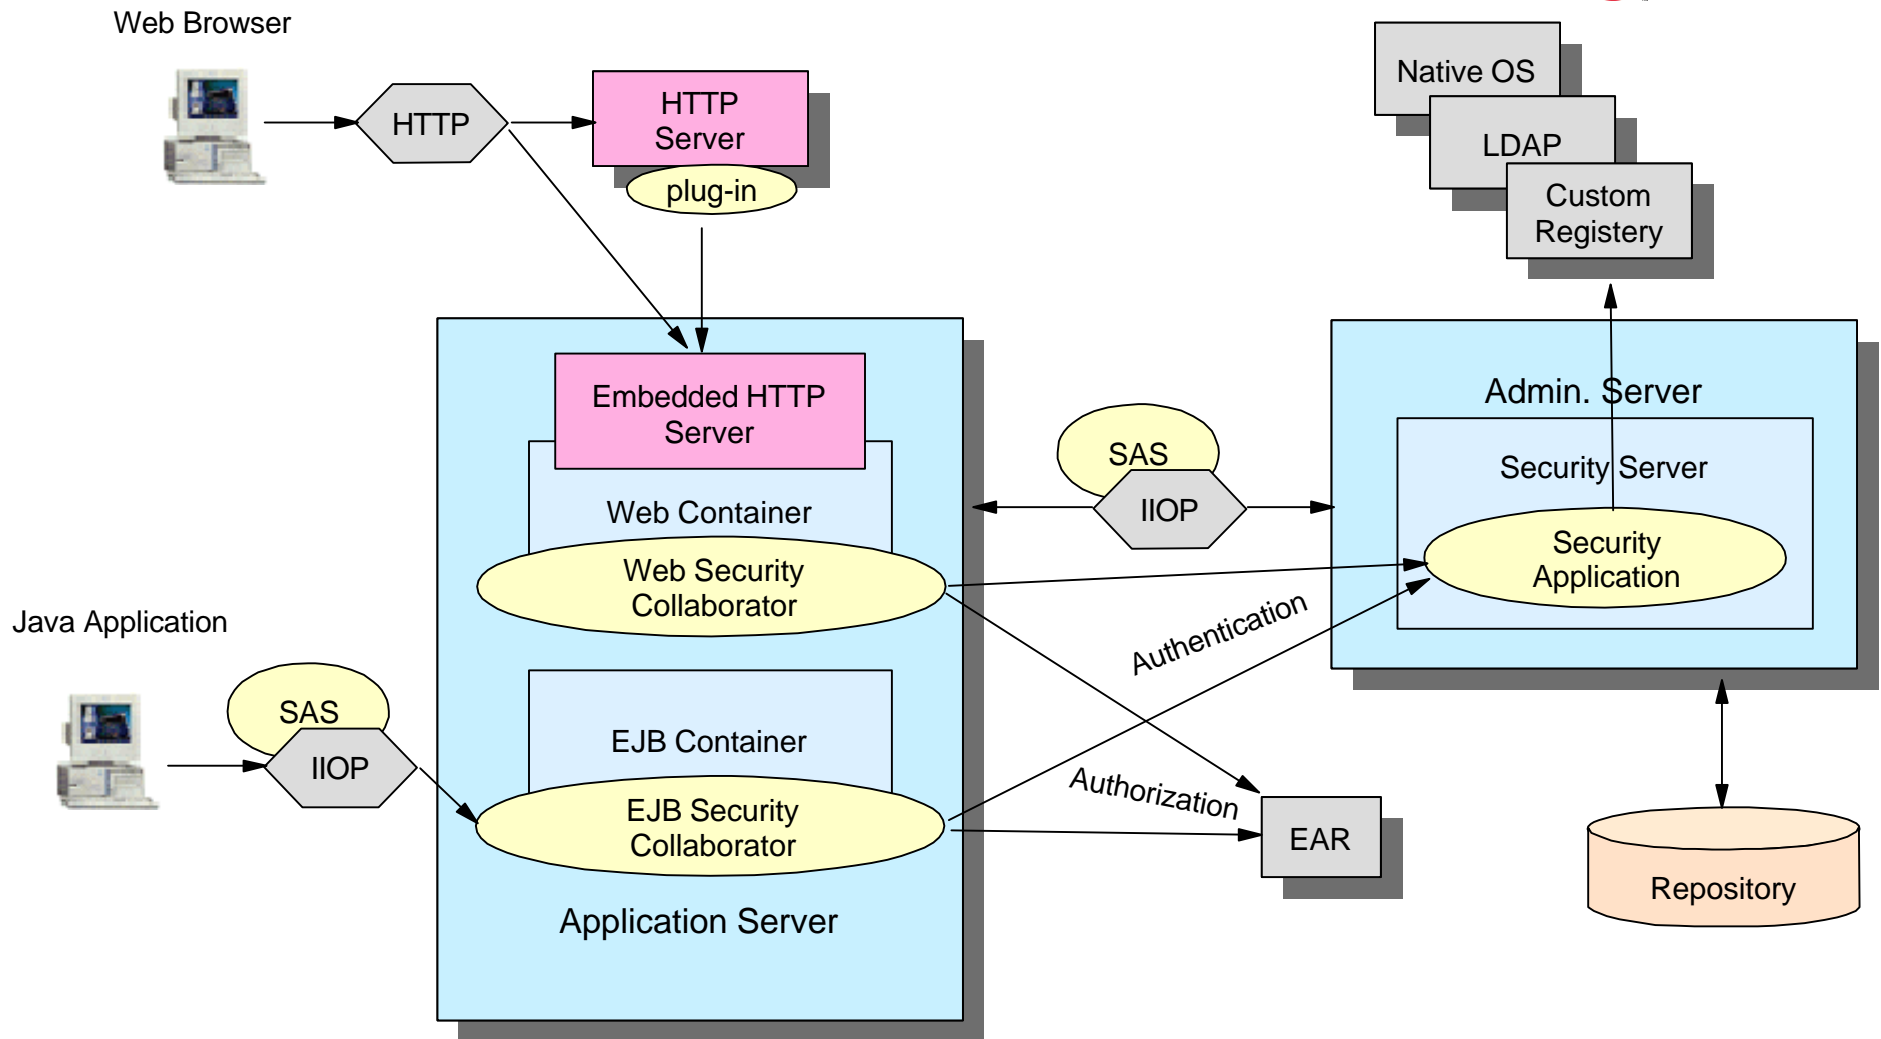 Web Browser
HTTP
HTTP
Server
plug-in
Native OS
LDAP
Custom
Registery
Embedded HTTP
Server
Web Container
Web Security
Collaborator
SAS
IIOP
Admin. Server
Security Server
Security
Application
Java Application
SAS
IIOP
EJB Container
EJB Security
Collaborator
Application Server
Authentication
Authorization
EAR
Repository